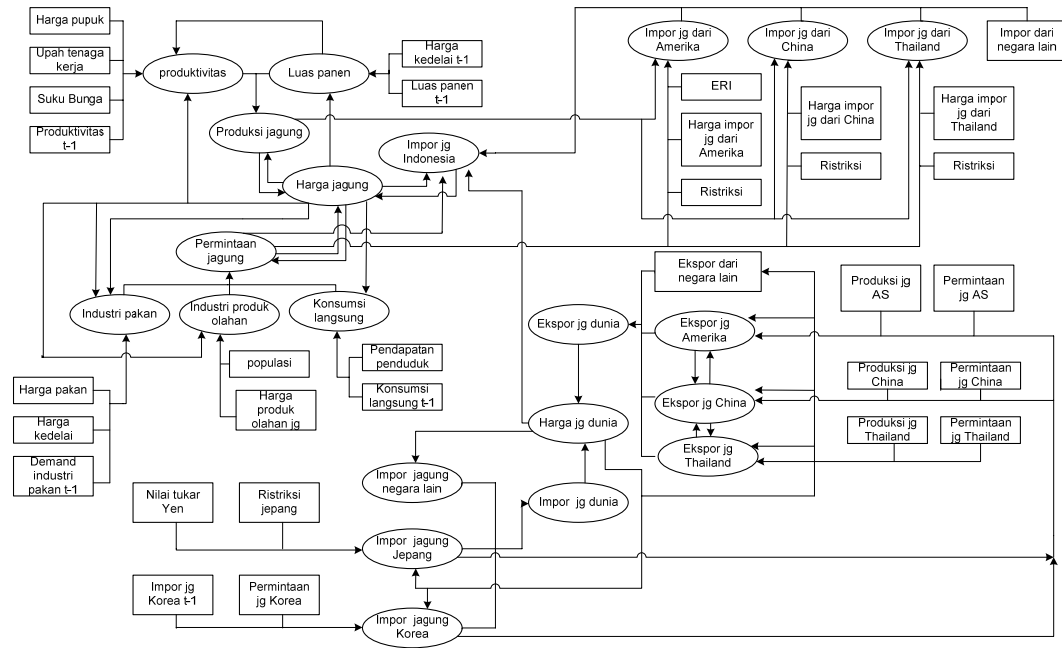 Harga pupuk
Upah tenaga
kerja
Suku Bunga
Produktivitas
t-1
produktivitas
Luas panen
Harga
kedelai t-1
Luas panen
t-1
Produksi jagung
Impor jg
Indonesia
Harga jagung
Permintaan
jagung
Industri pakan
Industri produk
olahan
Konsumsi
langsung
Harga pakan
Harga
kedelai
Demand
industri
pakan t-1
populasi
Harga
produk
olahan jg
Pendapatan
penduduk
Konsumsi
langsung t-1
Impor jg dari
Amerika
Impor jg dari
China
Impor jg dari
Thailand
Impor dari
negara lain
ERI
Harga impor
jg dari
Amerika
Ristriksi
Harga impor
jg dari China
Ristriksi
Harga impor
jg dari
Thailand
Ristriksi
Ekspor dari
negara lain
Produksi jg
AS
Permintaan
jg AS
Ekspor jg dunia
Ekspor jg
Amerika
Ekspor jg China
Ekspor jg
Thailand
Produksi jg
China
Permintaan
jg China
Produksi jg
Thailand
Permintaan
jg Thailand
Harga jg dunia
Impor jagung
negara lain
Impor jg dunia
Nilai tukar
Yen
Ristriksi
jepang
Impor jagung
Jepang
Impor jg
Korea t-1
Permintaan
jg Korea
Impor jagung
Korea